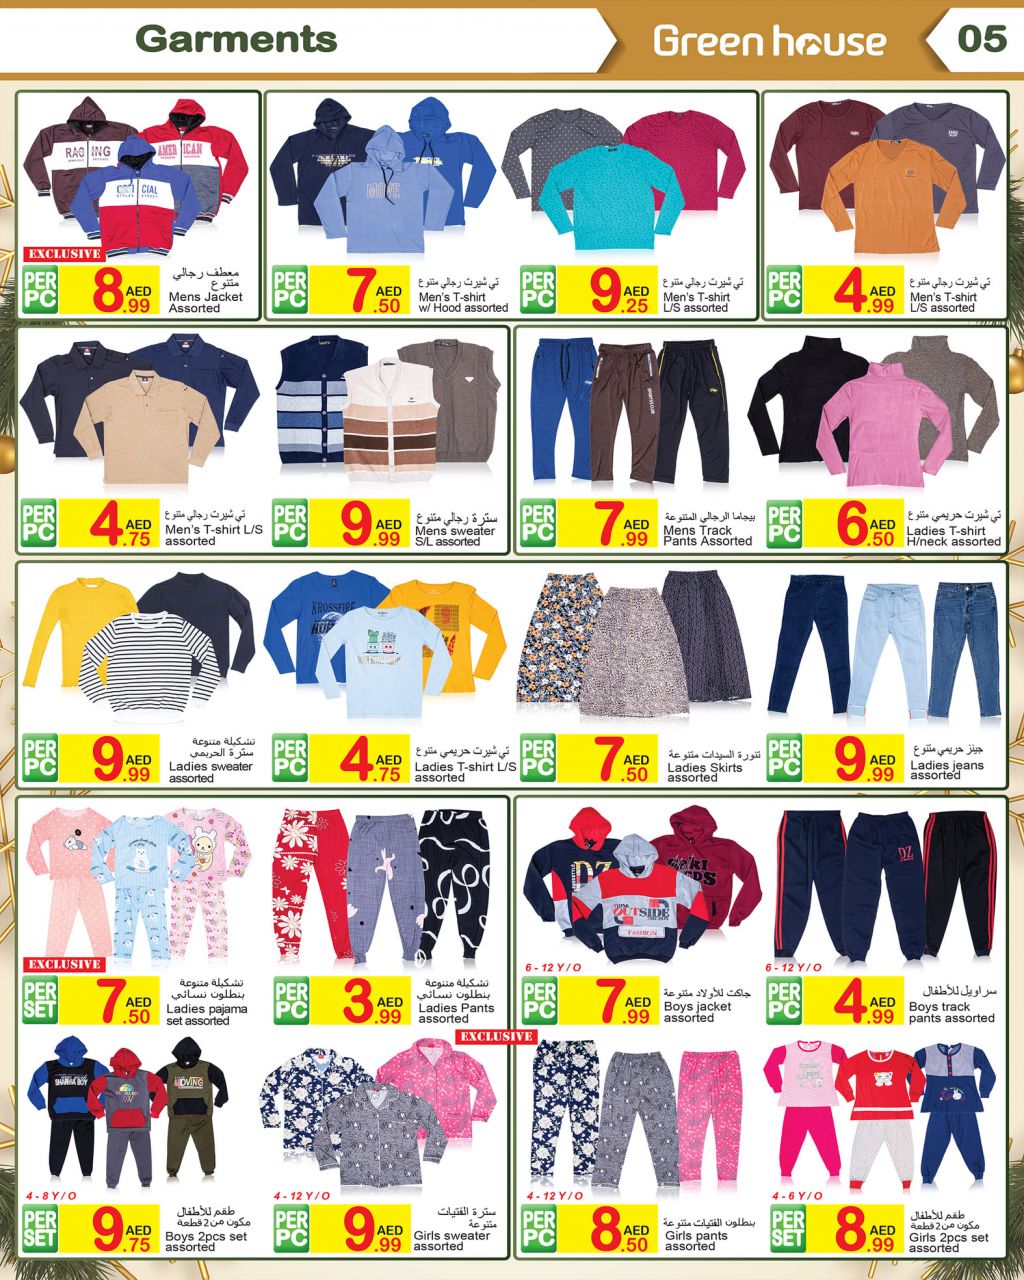 Garments
Green house
05
RAGING
AMERICAN
EXCLUSIVE
PER PC
8.99 AED
معطف رجالي
متنوع
Mens Jacket
Assorted
MOVE
PER PC
7.50 AED
تي شيرت رجالي متنوع
Men's T-shirt
w/ Hood assorted
PER PC
9.25 AED
تي شيرت رجالي متنوع
Men's T-shirt
L/S assorted
PER PC
4.99 AED
تي شيرت رجالي متنوع
Men's T-shirt
L/S assorted
PER PC
4.75 AED
تي شيرت رجالي متنوع
Men's T-shirt L/S
assorted
PER PC
9.99 AED
سترة رجالي متنوع
Mens sweater
S/L assorted
PER PC
7.99 AED
بيجاما الرجالي المتنوعة
Mens Track
Pants Assorted
PER PC
6.50 AED
تي شيرت حريمي متنوع
Ladies T-shirt
H/neck assorted
PER PC
9.99 AED
تشكيلة متنوعة
سترة الحريمي
Ladies sweater
assorted
KROSSFIRE
PER PC
4.75 AED
تي شيرت حريمي متنوع
Ladies T-shirt L/S
assorted
PER PC
7.50 AED
تنورة السيدات متنوعة
Ladies Skirts
assorted
PER PC
9.99 AED
جينز حريمي متنوع
Ladies jeans
assorted
EXCLUSIVE
PER SET
7.50 AED
تشكيلة متنوعة
بنطلون نسائي
Ladies pajama
set assorted
PER PC
3.99 AED
تشكيلة متنوعة
بنطلون نسائي
Ladies Pants
assorted
DZ
THINK
OUTSIDE
THE BOX
FASHION
6 - 12 Y / O
PER PC
7.99 AED
جاكت للأولاد متنوعة
Boys jacket
assorted
DZ
6 - 12 Y / O
PER PC
4.99 AED
سراويل للأطفال
Boys track
pants assorted
SHARMA BOY
MOVING
4 - 8 Y / O
PER SET
9.75 AED
طقم للأطفال
مكون من 2 قطعة
Boys 2pcs set
assorted
EXCLUSIVE
4 - 12 Y / O
PER PC
9.99 AED
سترة الفتيات
متنوعة
Girls sweater
assorted
4 - 12 Y / O
PER PC
8.50 AED
بنطلون الفتيات متنوعة
Girls pants
assorted
4 - 6 Y / O
PER SET
8.99 AED
طقم للأطفال
مكون من 2 قطعة
Girls 2pcs set
assorted